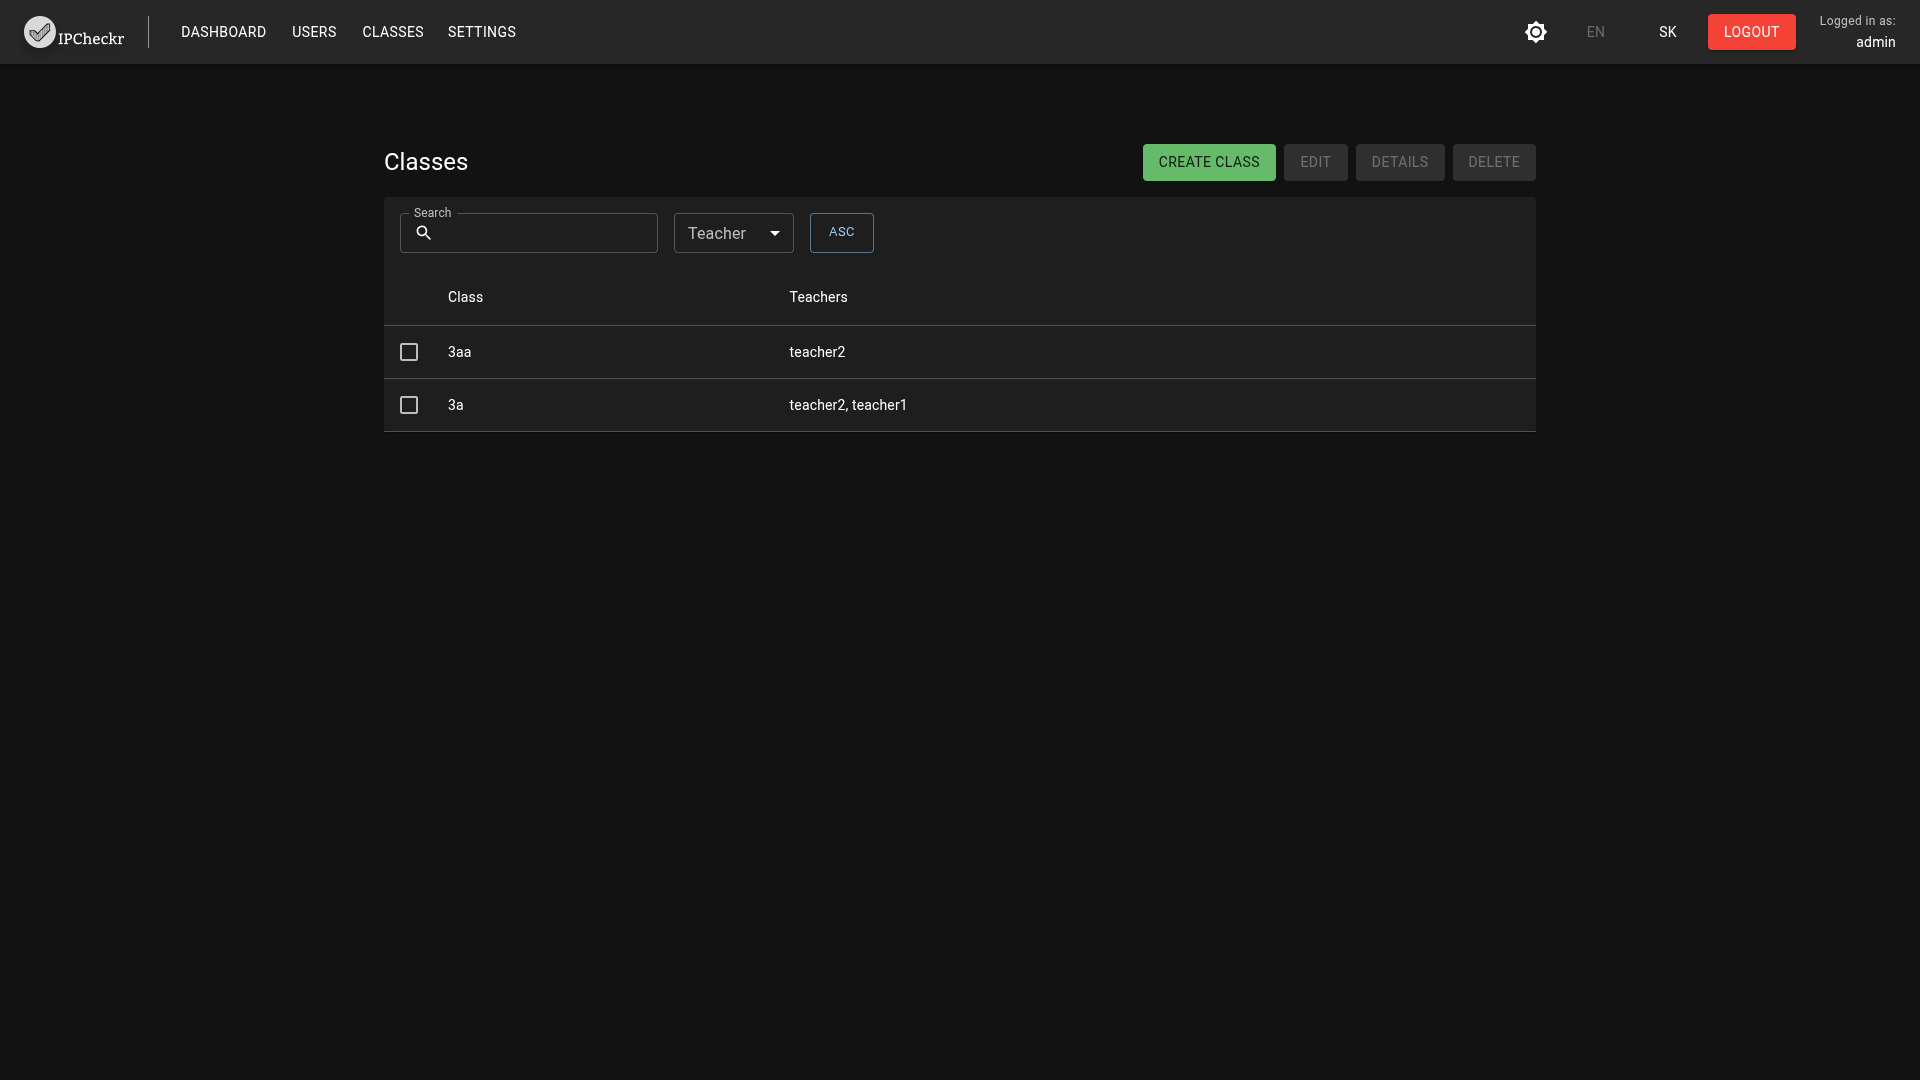 IPCheckr
DASHBOARD USERS CLASSES SETTINGS
EN SK LOGOUT
Logged in as:
admin
Classes
CREATE CLASS EDIT DETAILS DELETE
Search
Teacher ASC
Class Teachers
3aa teacher2
3a teacher2, teacher1